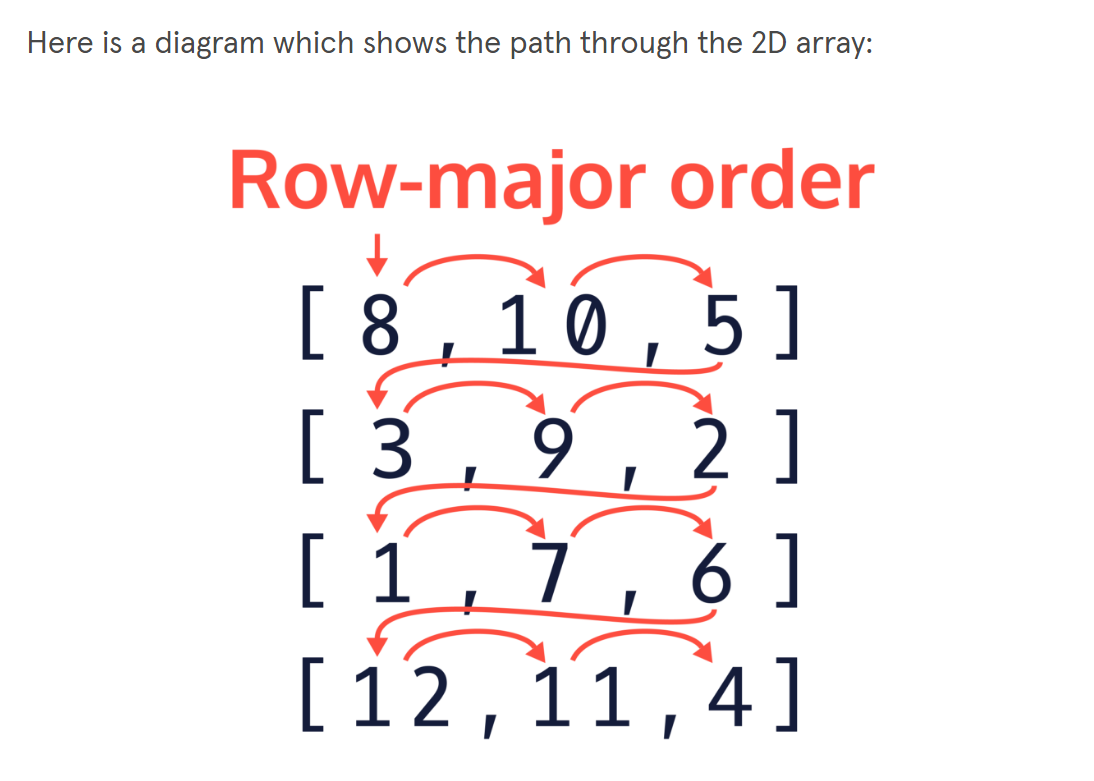 Here is a diagram which shows the path through the 2D array:
Row-major order
[ 8 , 10 , 5 ]
[ 3 , 9 , 2 ]
[ 1 , 7 , 6 ]
[12,11,4]